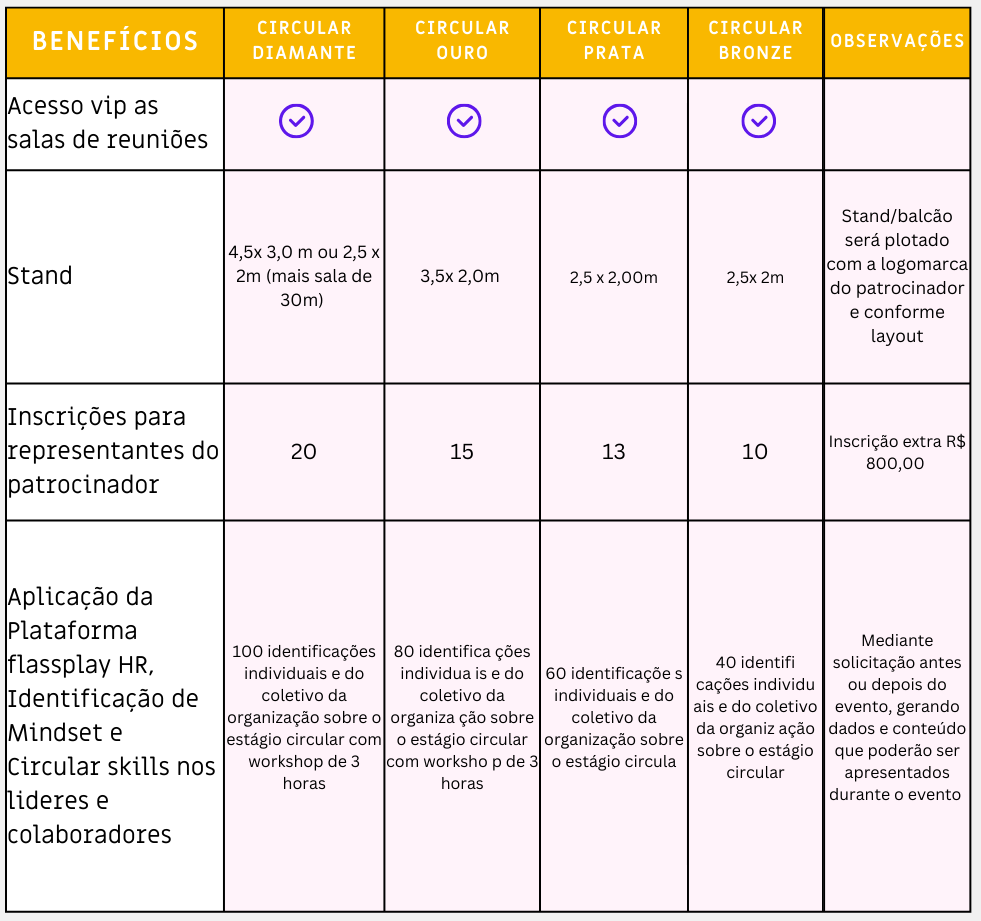 BENEFÍCIOS
CIRCULAR
DIAMANTE
CIRCULAR
OURO
CIRCULAR
PRATA
CIRCULAR
BRONZE
OBSERVAÇÕES
Acesso vip as
salas de reuniões
Stand
4,5x 3,0 m ou 2,5 x
2m (mais sala de
30m)
3,5x 2,0m
2,5 x 2,00m
2,5x 2m
Stand/balcão
será plotado
com a logomarca
do patrocinador
e conforme
layout
Inscrições para
representantes do
patrocinador
20
15
13
10
Inscrição extra R$
800,00
Aplicação da
Plataforma
flassplay HR,
Identificação de
Mindset e
Circular skills nos
lideres e
colaboradores
100 identificações
individuais e do
coletivo da
organização sobre o
estágio circular com
workshop de 3
horas
80 identifica ções
individua is e do
coletivo da
organiza ção sobre
o estágio circular
com worksho p de 3
horas
60 identificaçõe s
individuais e do
coletivo da
organização sobre
o estágio circula
40 identifi
cações individu
ais e do coletivo
da organiz ação
sobre o estágio
circular
Mediante
solicitação antes
ou depois do
evento, gerando
dados e conteúdo
que poderão ser
apresentados
durante o evento